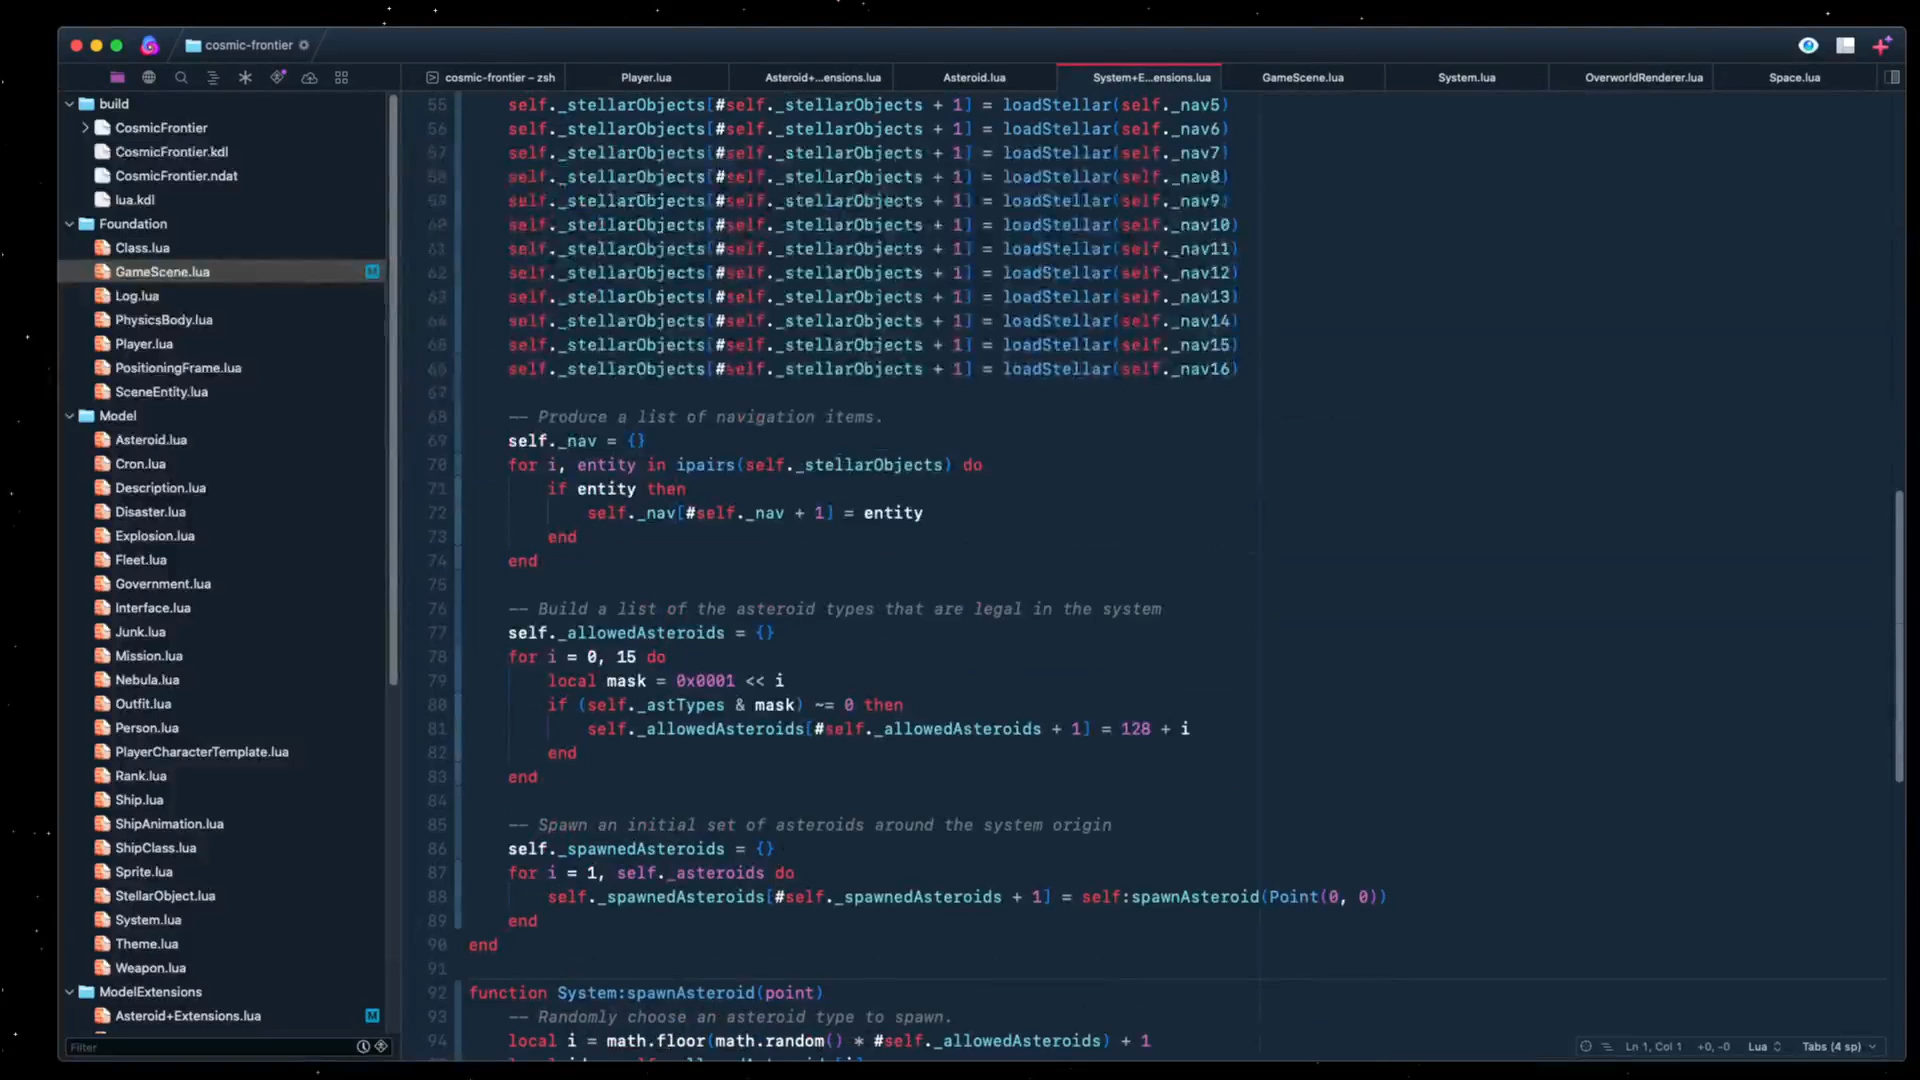 cosmic-frontier
cosmic-frontier – zsh
Player.lua
Asteroid+...ensions.lua
Asteroid.lua
System+E...ensions.lua
GameScene.lua
System.lua
OverworldRenderer.lua
Space.lua
build
CosmicFrontier
CosmicFrontier.kdl
CosmicFrontier.ndat
lua.kdl
Foundation
Class.lua
GameScene.lua M
Log.lua
PhysicsBody.lua
Player.lua
PositioningFrame.lua
SceneEntity.lua
Model
Asteroid.lua
Cron.lua
Description.lua
Disaster.lua
Explosion.lua
Fleet.lua
Government.lua
Interface.lua
Junk.lua
Mission.lua
Nebula.lua
Outfit.lua
Person.lua
PlayerCharacterTemplate.lua
Rank.lua
Ship.lua
ShipAnimation.lua
ShipClass.lua
Sprite.lua
StellarObject.lua
System.lua
Theme.lua
Weapon.lua
ModelExtensions
Asteroid+Extensions.lua M
Filter
55 self._stellarObjects[#self._stellarObjects + 1] = loadStellar(self._nav5)
56 self._stellarObjects[#self._stellarObjects + 1] = loadStellar(self._nav6)
57 self._stellarObjects[#self._stellarObjects + 1] = loadStellar(self._nav7)
58 self._stellarObjects[#self._stellarObjects + 1] = loadStellar(self._nav8)
59 self._stellarObjects[#self._stellarObjects + 1] = loadStellar(self._nav9)
60 self._stellarObjects[#self._stellarObjects + 1] = loadStellar(self._nav10)
61 self._stellarObjects[#self._stellarObjects + 1] = loadStellar(self._nav11)
62 self._stellarObjects[#self._stellarObjects + 1] = loadStellar(self._nav12)
63 self._stellarObjects[#self._stellarObjects + 1] = loadStellar(self._nav13)
64 self._stellarObjects[#self._stellarObjects + 1] = loadStellar(self._nav14)
65 self._stellarObjects[#self._stellarObjects + 1] = loadStellar(self._nav15)
66 self._stellarObjects[#self._stellarObjects + 1] = loadStellar(self._nav16)
67
68 -- Produce a list of navigation items.
69 self._nav = {}
70 for i, entity in ipairs(self._stellarObjects) do
71 if entity then
72 self._nav[#self._nav + 1] = entity
73 end
74 end
75
76 -- Build a list of the asteroid types that are legal in the system
77 self._allowedAsteroids = {}
78 for i = 0, 15 do
79 local mask = 0x0001 << i
80 if (self._astTypes & mask) ~= 0 then
81 self._allowedAsteroids[#self._allowedAsteroids + 1] = 128 + i
82 end
83 end
84
85 -- Spawn an initial set of asteroids around the system origin
86 self._spawnedAsteroids = {}
87 for i = 1, self._asteroids do
88 self._spawnedAsteroids[#self._spawnedAsteroids + 1] = self:spawnAsteroid(Point(0, 0))
89 end
90 end
91
92 function System:spawnAsteroid(point)
93 -- Randomly choose an asteroid type to spawn.
94 local i = math.floor(math.random() * #self._allowedAsteroids) + 1
Ln 1, Col 1 +0, -0 Lua Tabs (4 sp)